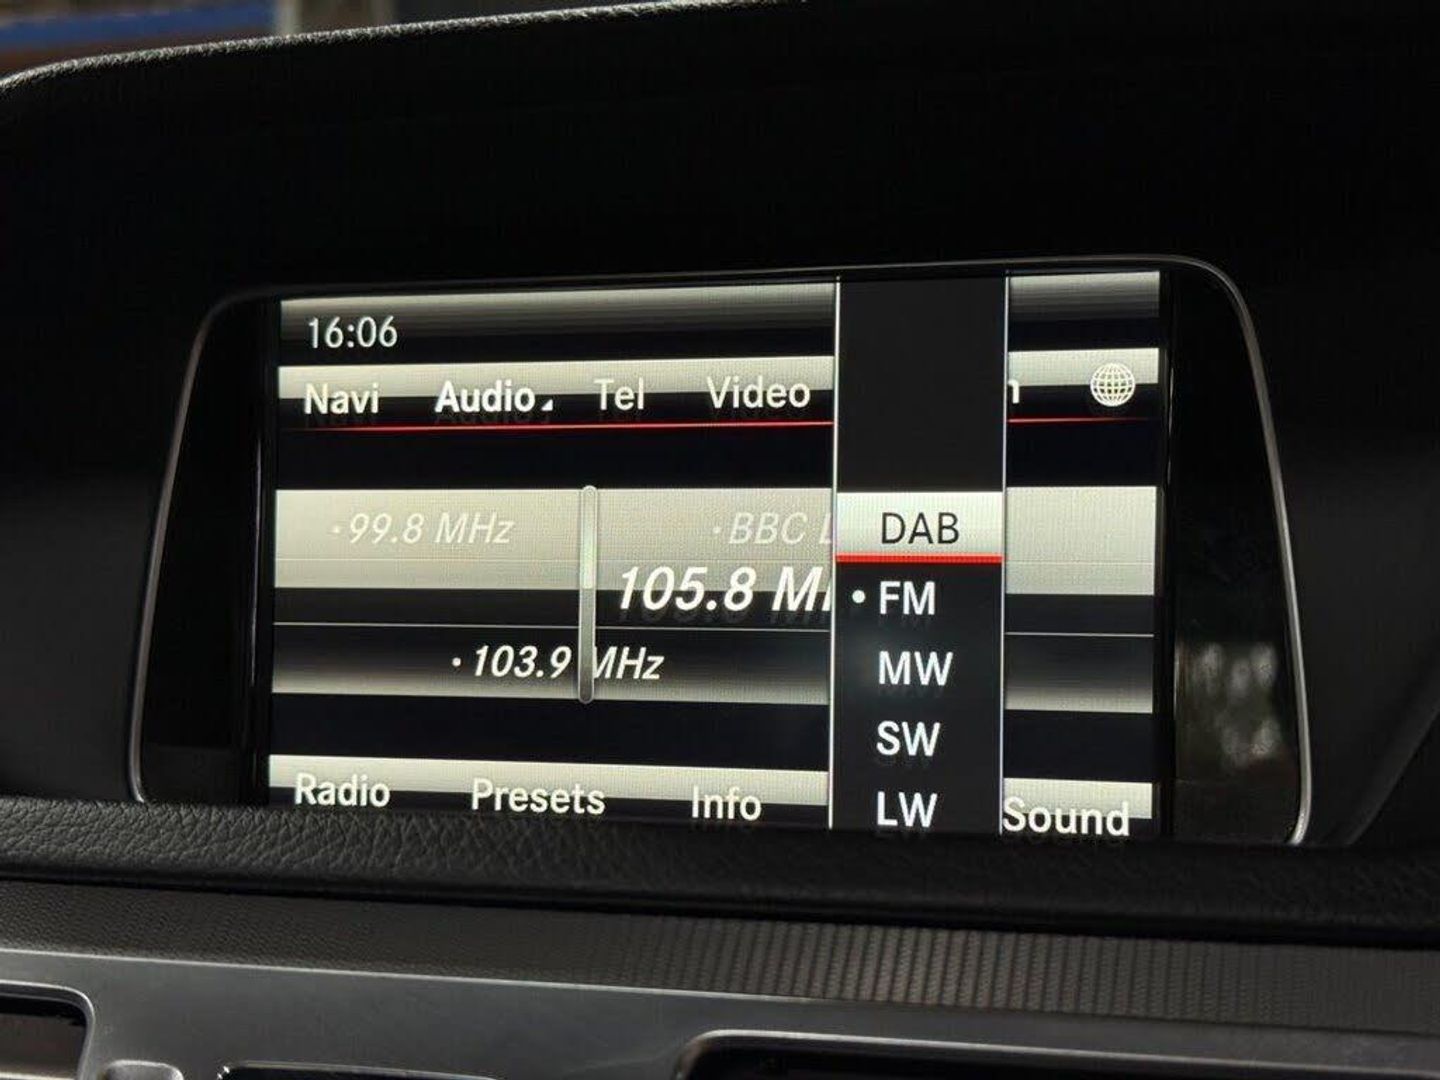 16:06
Navi Audio Tel Video
·99.8 MHz ·BBC
DAB
105.8
• FM
·103.9 MHz
MW
SW
LW
Radio Presets Info Sound